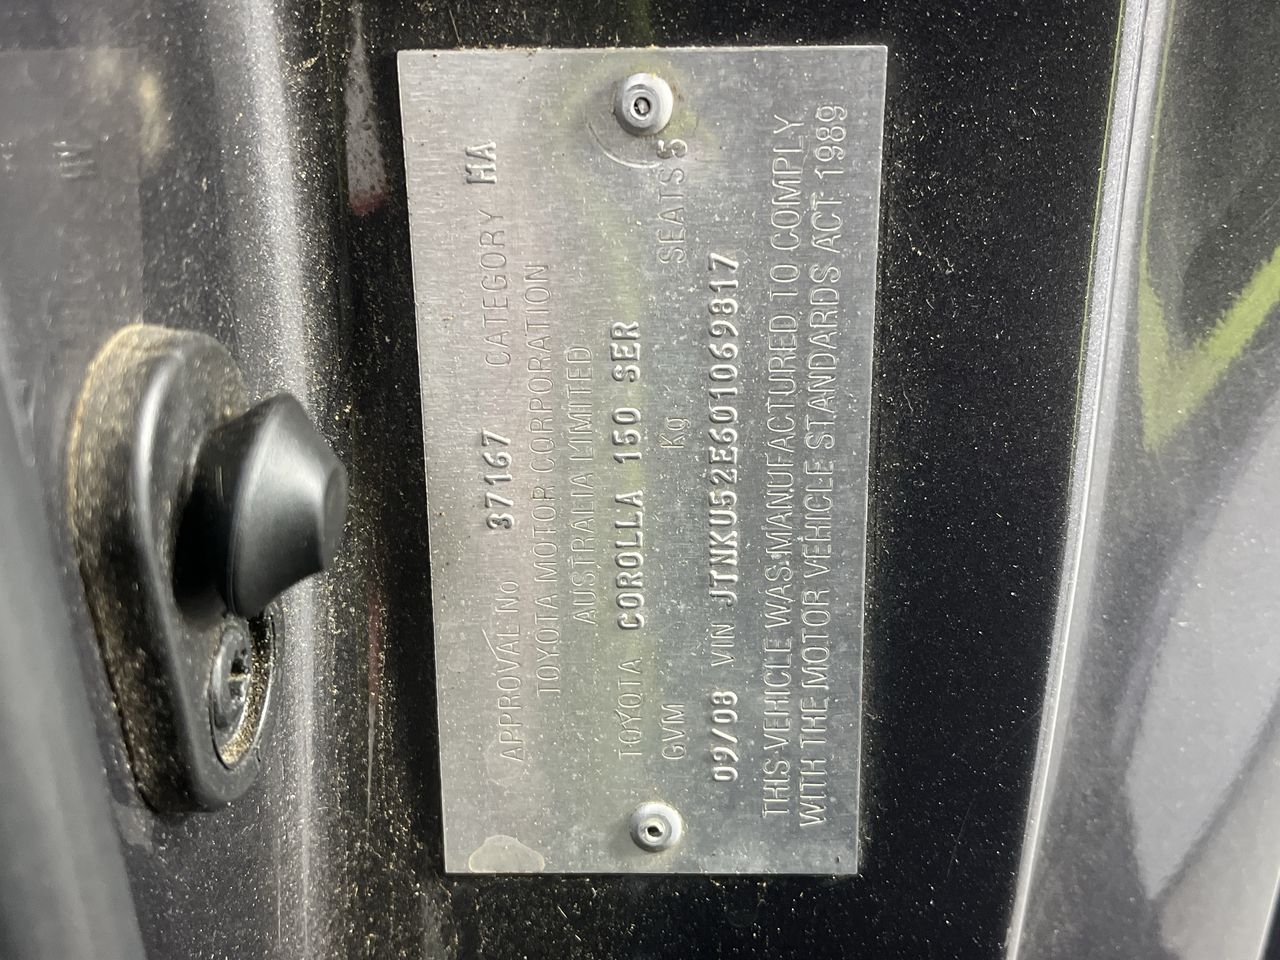 APPROVAL No 37167 CATEGORY MA
TOYOTA MOTOR CORPORATION
AUSTRALIA LIMITED
TOYOTA COROLLA 150 SER
GVM Kg SEATS 5
09/08 VIN JTNKU52E601069817
THIS VEHICLE WAS MANUFACTURED TO COMPLY
WITH THE MOTOR VEHICLE STANDARDS ACT 1989